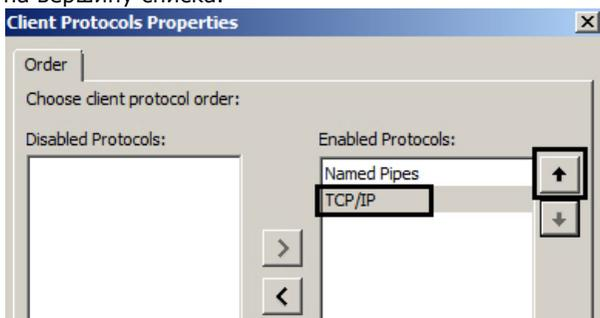 на вершину списка.
Client Protocols Properties
Order
Choose client protocol order:
Disabled Protocols:
Enabled Protocols:
Named Pipes
TCP/IP